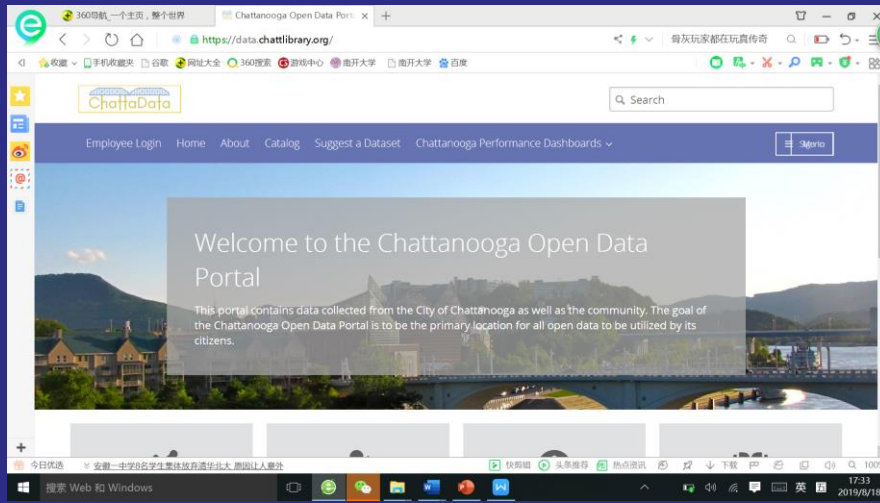 360导航_一个主页,整个世界
Chattanooga Open Data Porta
https://data.chattlibrary.org/
骨灰玩家都在玩真传奇
收藏
手机收藏夹
谷歌
网址大全
360搜索
游戏中心
南开大学
南开大学
百度
ChattaData
Search
Employee Login
Home
About
Catalog
Suggest a Dataset
Chattanooga Performance Dashboards
Welcome to the Chattanooga Open Data
Portal
This portal contains data collected from the City of Chattanooga as well as the community. The goal of
the Chattanooga Open Data Portal is to be the primary location for all open data to be utilized by its
citizens.
今日优选
安徽一中学8名学生集体放弃清华北大 原因让人意外
快剪辑
头条推荐
热点资讯
下载
100%
搜索 Web 和 Windows
英
17:33
2019/8/18